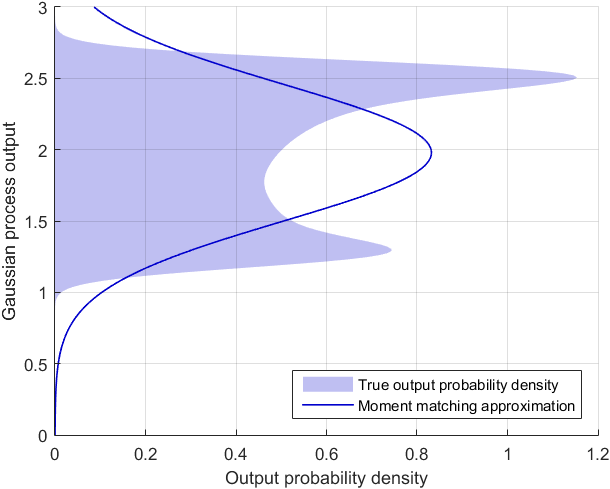 3
2.5
2
1.5
1
0.5
0
Gaussian process output
True output probability density
Moment matching approximation
0 0.2 0.4 0.6 0.8 1 1.2
Output probability density